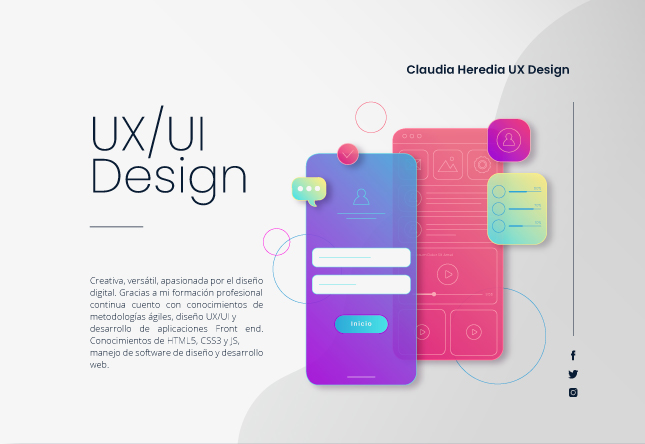 Claudia Heredia UX Design
UX/UI
Design
Creativa, versátil, apasionada por el diseño
digital. Gracias a mi formación profesional
continua cuento con conocimientos de
metodologías ágiles, diseño UX/UI y
desarrollo de aplicaciones Front end.
Conocimientos de HTML5, CSS3 y JS,
manejo de software de diseño y desarrollo
web.
Inicio